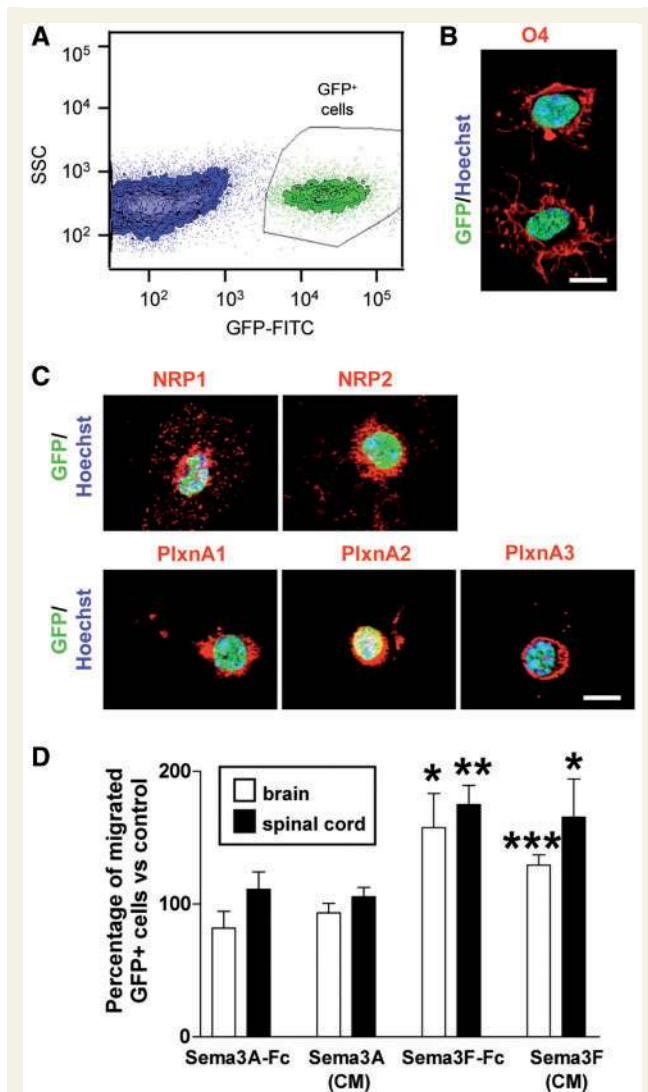 A
10⁵
10⁴
10³
10²
SSC
GFP⁺
cells
10² 10³ 10⁴ 10⁵
GFP-FITC
B
O4
GFP/Hoechst
C
NRP1 NRP2
GFP/
Hoechst
PlxnA1 PlxnA2 PlxnA3
GFP/
Hoechst
D
Percentage of migrated
GFP+ cells vs control
200
100
0
brain
spinal cord
* ** *** *
Sema3A-Fc Sema3A (CM) Sema3F-Fc Sema3F (CM)